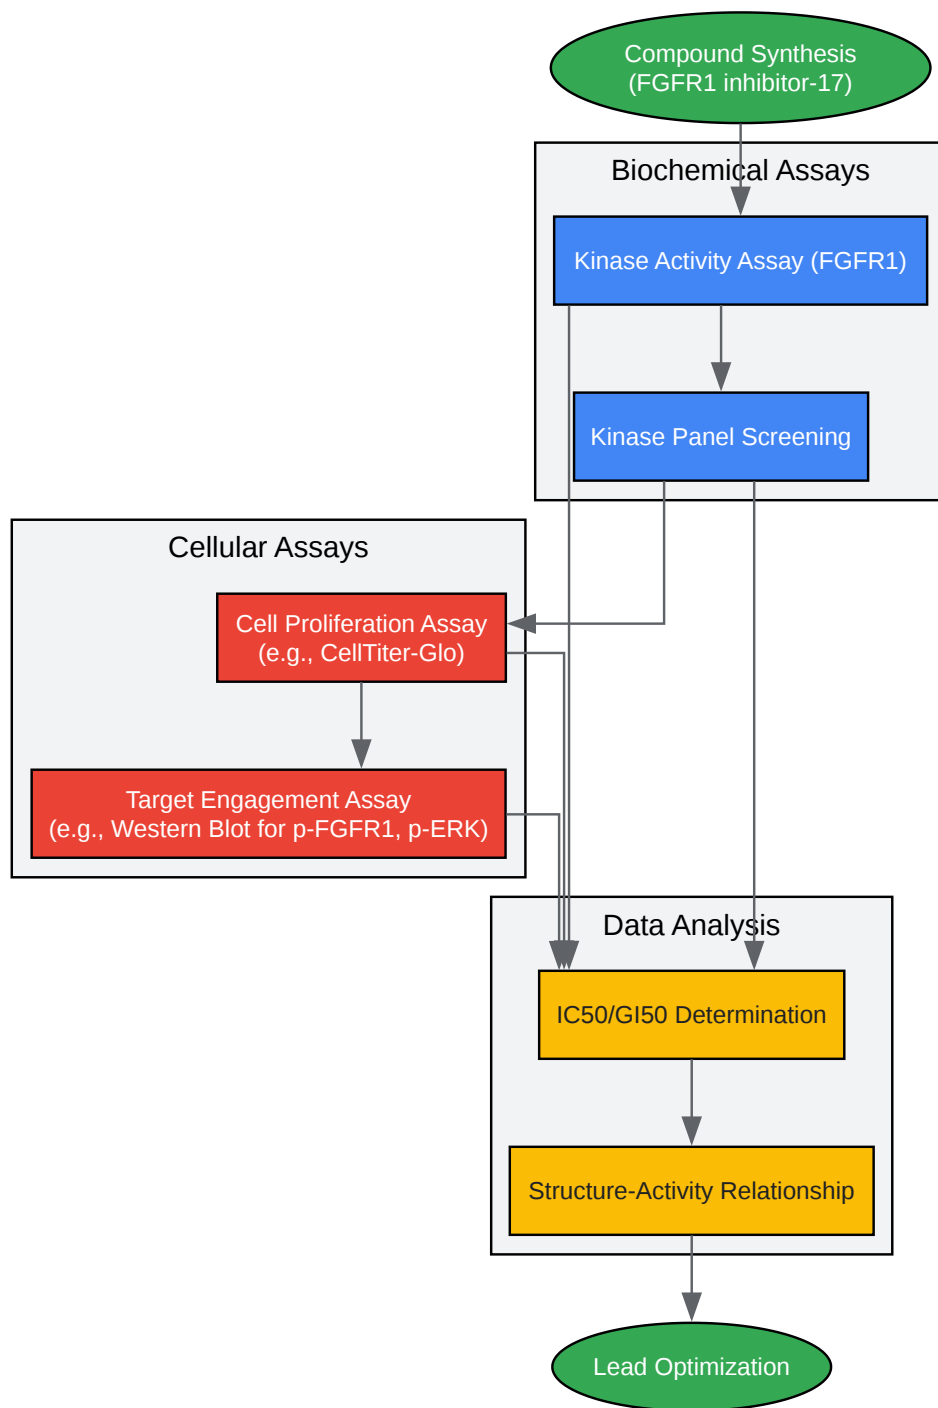 Compound Synthesis
(FGFR1 inhibitor-17)
Biochemical Assays
Kinase Activity Assay (FGFR1)
Kinase Panel Screening
Cellular Assays
Cell Proliferation Assay
(e.g., CellTiter-Glo)
Target Engagement Assay
(e.g., Western Blot for p-FGFR1, p-ERK)
Data Analysis
IC50/GI50 Determination
Structure-Activity Relationship
Lead Optimization